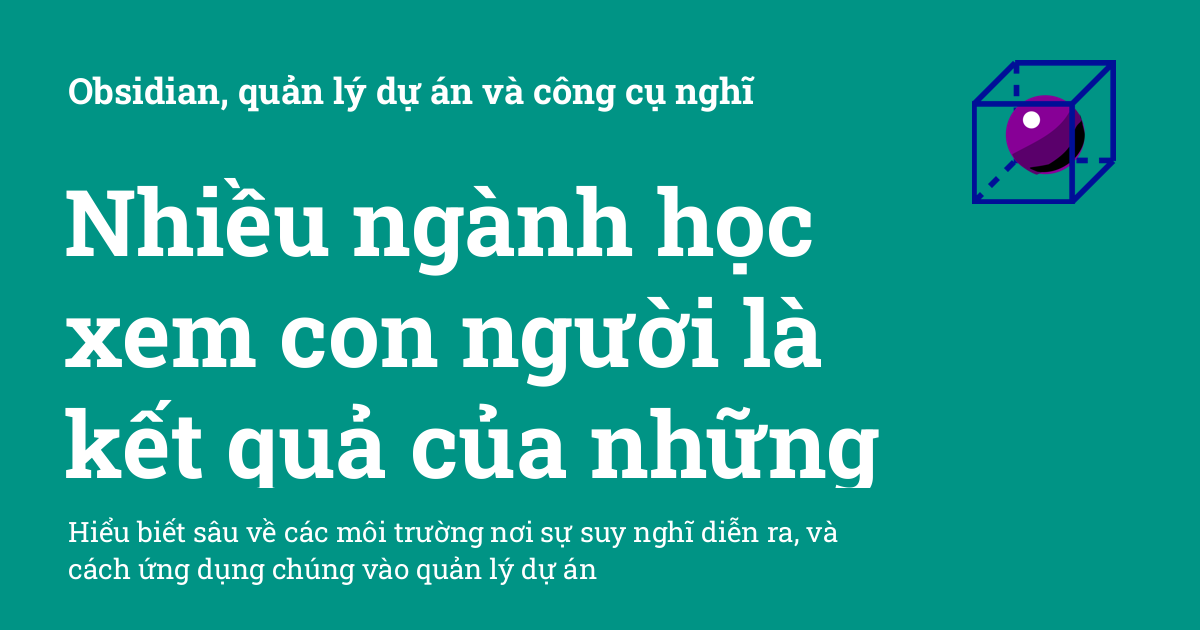 Obsidian, quản lý dự án và công cụ nghĩ
Nhiều ngành học
xem con người là
kết quả của những
Hiểu biết sâu về các môi trường nơi sự suy nghĩ diễn ra, và
cách ứng dụng chúng vào quản lý dự án